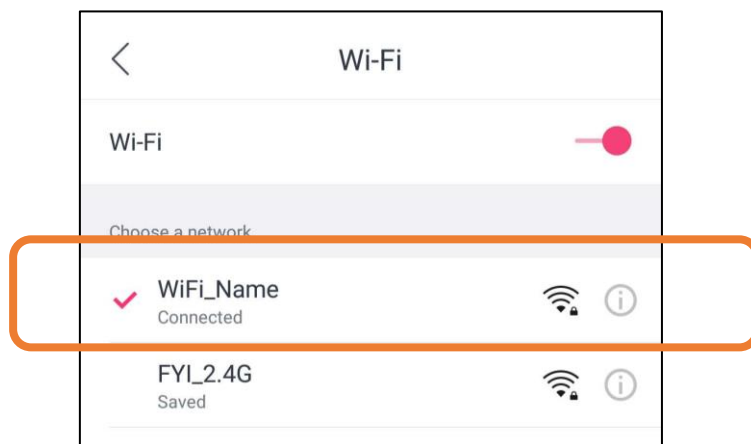 Wi-Fi
Wi-Fi
Choose a network
WiFi_Name
Connected
FYI_2.4G
Saved